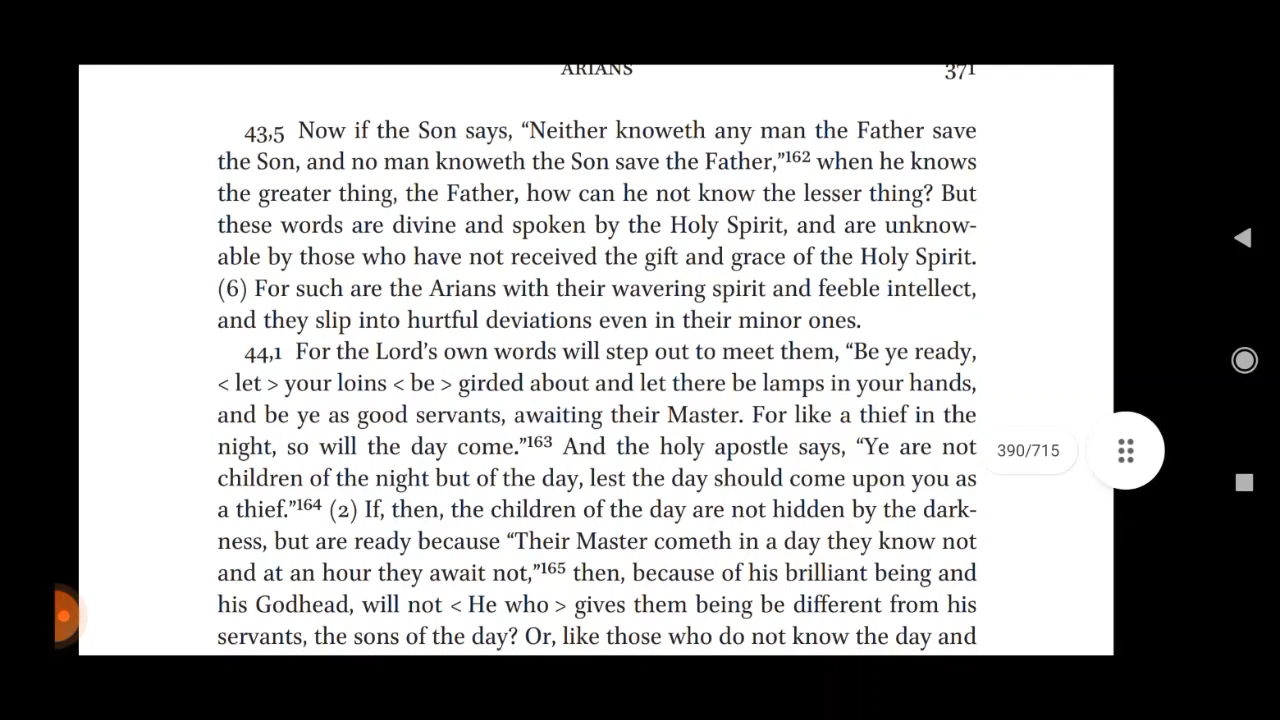 ARIANS 371
43,5 Now if the Son says, “Neither knoweth any man the Father save
the Son, and no man knoweth the Son save the Father,”162 when he knows
the greater thing, the Father, how can he not know the lesser thing? But
these words are divine and spoken by the Holy Spirit, and are unknow-
able by those who have not received the gift and grace of the Holy Spirit.
(6) For such are the Arians with their wavering spirit and feeble intellect,
and they slip into hurtful deviations even in their minor ones.
44,1 For the Lord’s own words will step out to meet them, “Be ye ready,
< let > your loins < be > girded about and let there be lamps in your hands,
and be ye as good servants, awaiting their Master. For like a thief in the
night, so will the day come.”163 And the holy apostle says, “Ye are not
children of the night but of the day, lest the day should come upon you as
a thief.”164 (2) If, then, the children of the day are not hidden by the dark-
ness, but are ready because “Their Master cometh in a day they know not
and at an hour they await not,”165 then, because of his brilliant being and
his Godhead, will not < He who > gives them being be different from his
servants, the sons of the day? Or, like those who do not know the day and
390/715